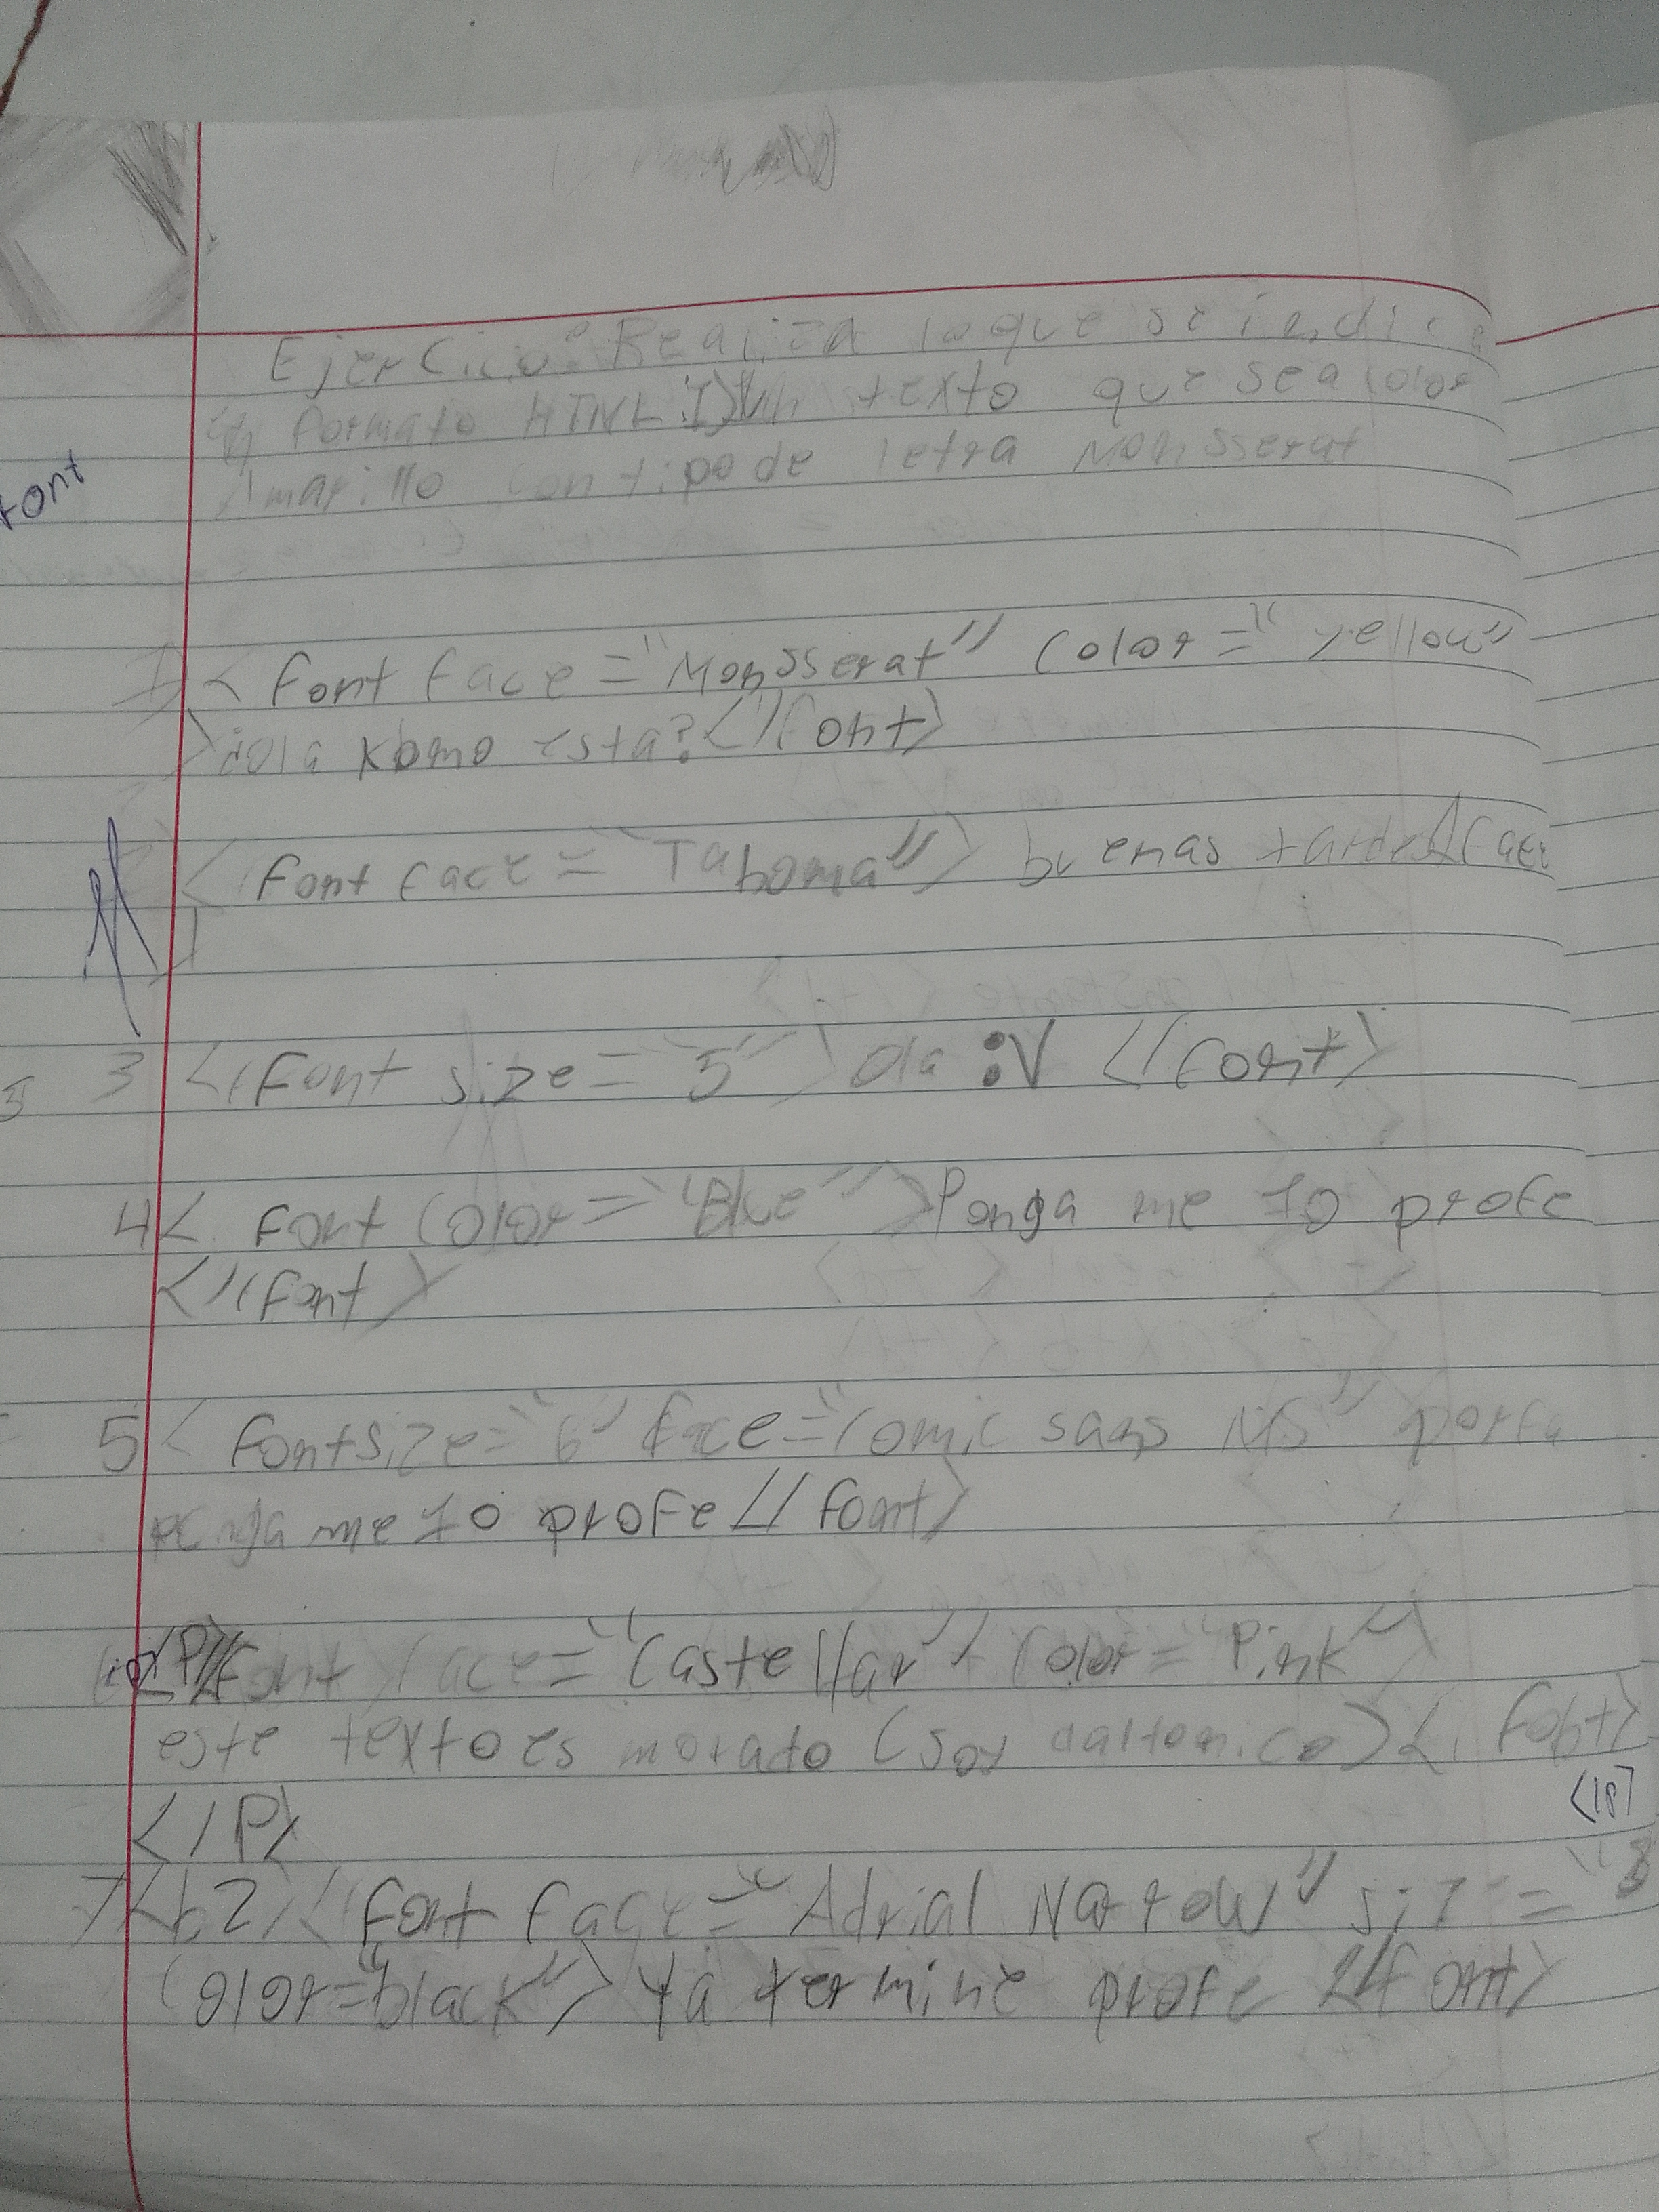 Ejercicio: Realiza lo que se indica
en formato HTML. 1) Un texto que sea color
Amarillo con tipo de letra Monsserat
font
1) < font face = "Monsserat" Color = "yellow"
>¿ola komo esta?</font>
< font face = "Tahoma"> buenas tardes</face
>
3 <font size = "5"> Ola :V </font>
4 < font Color = "Blue" >Ponga me 10 profe
</font>
5 < font size= "6" face="Comic sans MS" porfa
ponga me 10 profe </font>
<P><font face = "Castellar" Color = "Pink">
este texto es morado (soy daltonico)</font>
</P>
7<b2><font face = "Adrial Narrow" siz = "8
Color="black"> Ya termine profe </font>